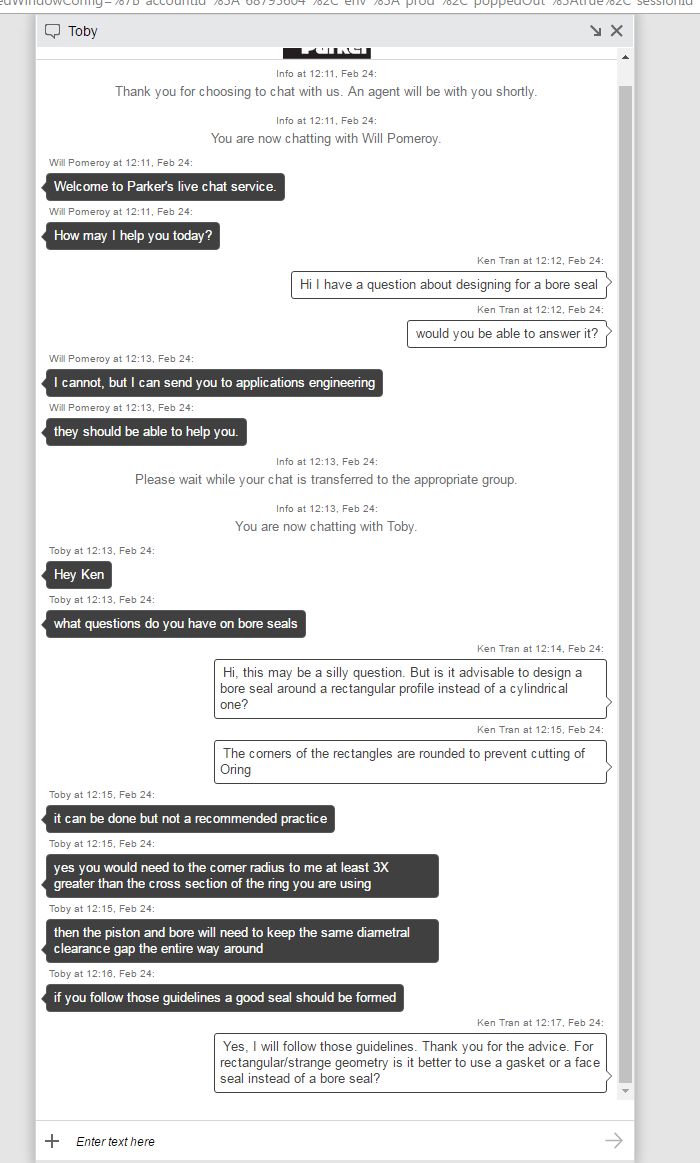 Toby
Parker
Info at 12:11, Feb 24:
Thank you for choosing to chat with us. An agent will be with you shortly.
Info at 12:11, Feb 24:
You are now chatting with Will Pomeroy.
Will Pomeroy at 12:11, Feb 24:
Welcome to Parker's live chat service.
Will Pomeroy at 12:11, Feb 24:
How may I help you today?
Ken Tran at 12:12, Feb 24:
Hi I have a question about designing for a bore seal
Ken Tran at 12:12, Feb 24:
would you be able to answer it?
Will Pomeroy at 12:13, Feb 24:
I cannot, but I can send you to applications engineering
Will Pomeroy at 12:13, Feb 24:
they should be able to help you.
Info at 12:13, Feb 24:
Please wait while your chat is transferred to the appropriate group.
Info at 12:13, Feb 24:
You are now chatting with Toby.
Toby at 12:13, Feb 24:
Hey Ken
Toby at 12:13, Feb 24:
what questions do you have on bore seals
Ken Tran at 12:14, Feb 24:
Hi, this may be a silly question. But is it advisable to design a
bore seal around a rectangular profile instead of a cylindrical
one?
Ken Tran at 12:15, Feb 24:
The corners of the rectangles are rounded to prevent cutting of
Oring
Toby at 12:15, Feb 24:
it can be done but not a recommended practice
Toby at 12:15, Feb 24:
yes you would need to the corner radius to me at least 3X
greater than the cross section of the ring you are using
Toby at 12:15, Feb 24:
then the piston and bore will need to keep the same diametral
clearance gap the entire way around
Toby at 12:16, Feb 24:
if you follow those guidelines a good seal should be formed
Ken Tran at 12:17, Feb 24:
Yes, I will follow those guidelines. Thank you for the advice. For
rectangular/strange geometry is it better to use a gasket or a face
seal instead of a bore seal?
Enter text here